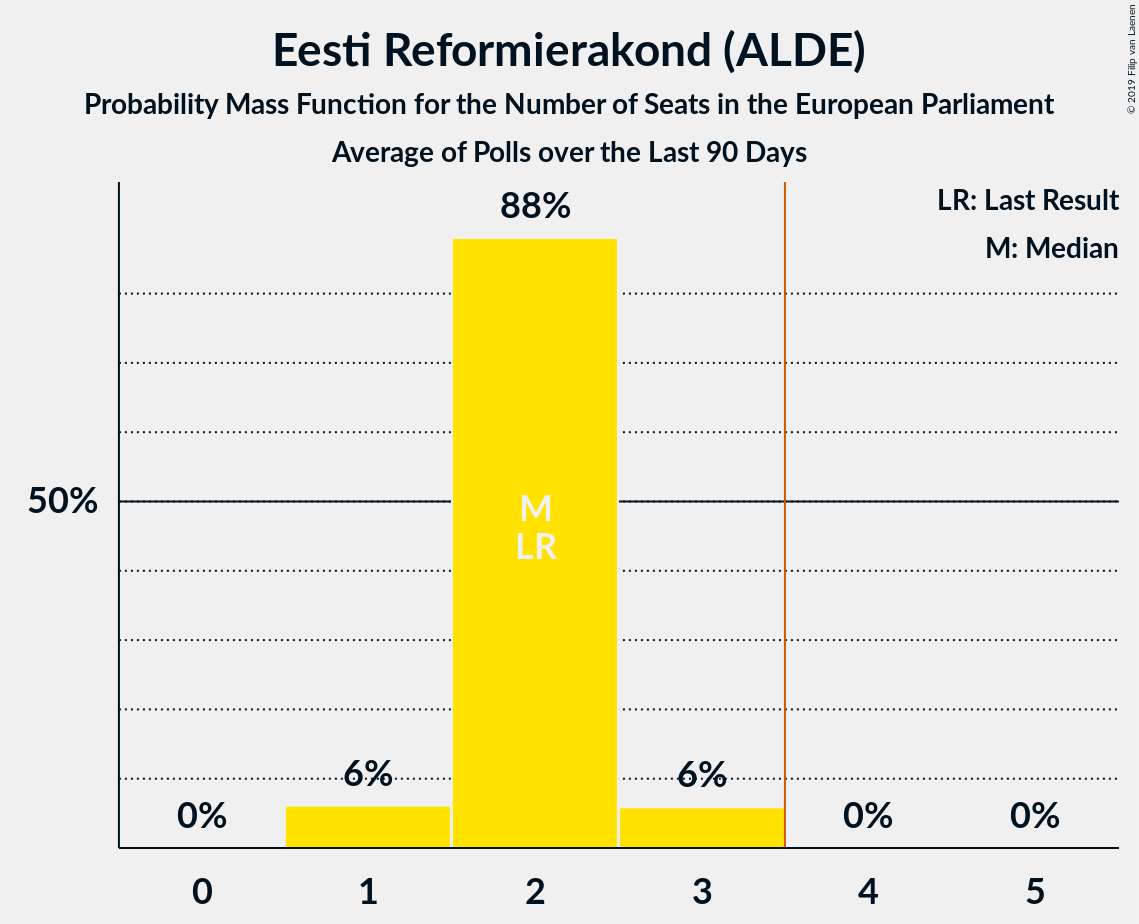 Eesti Reformierakond (ALDE)
Probability Mass Function for the Number of Seats in the European Parliament
Average of Polls over the Last 90 Days
© 2019 Filip van Laenen
LR: Last Result
M: Median
88%
50%
M
LR
6%
6%
0%
0%
0%
0
1
2
3
4
5